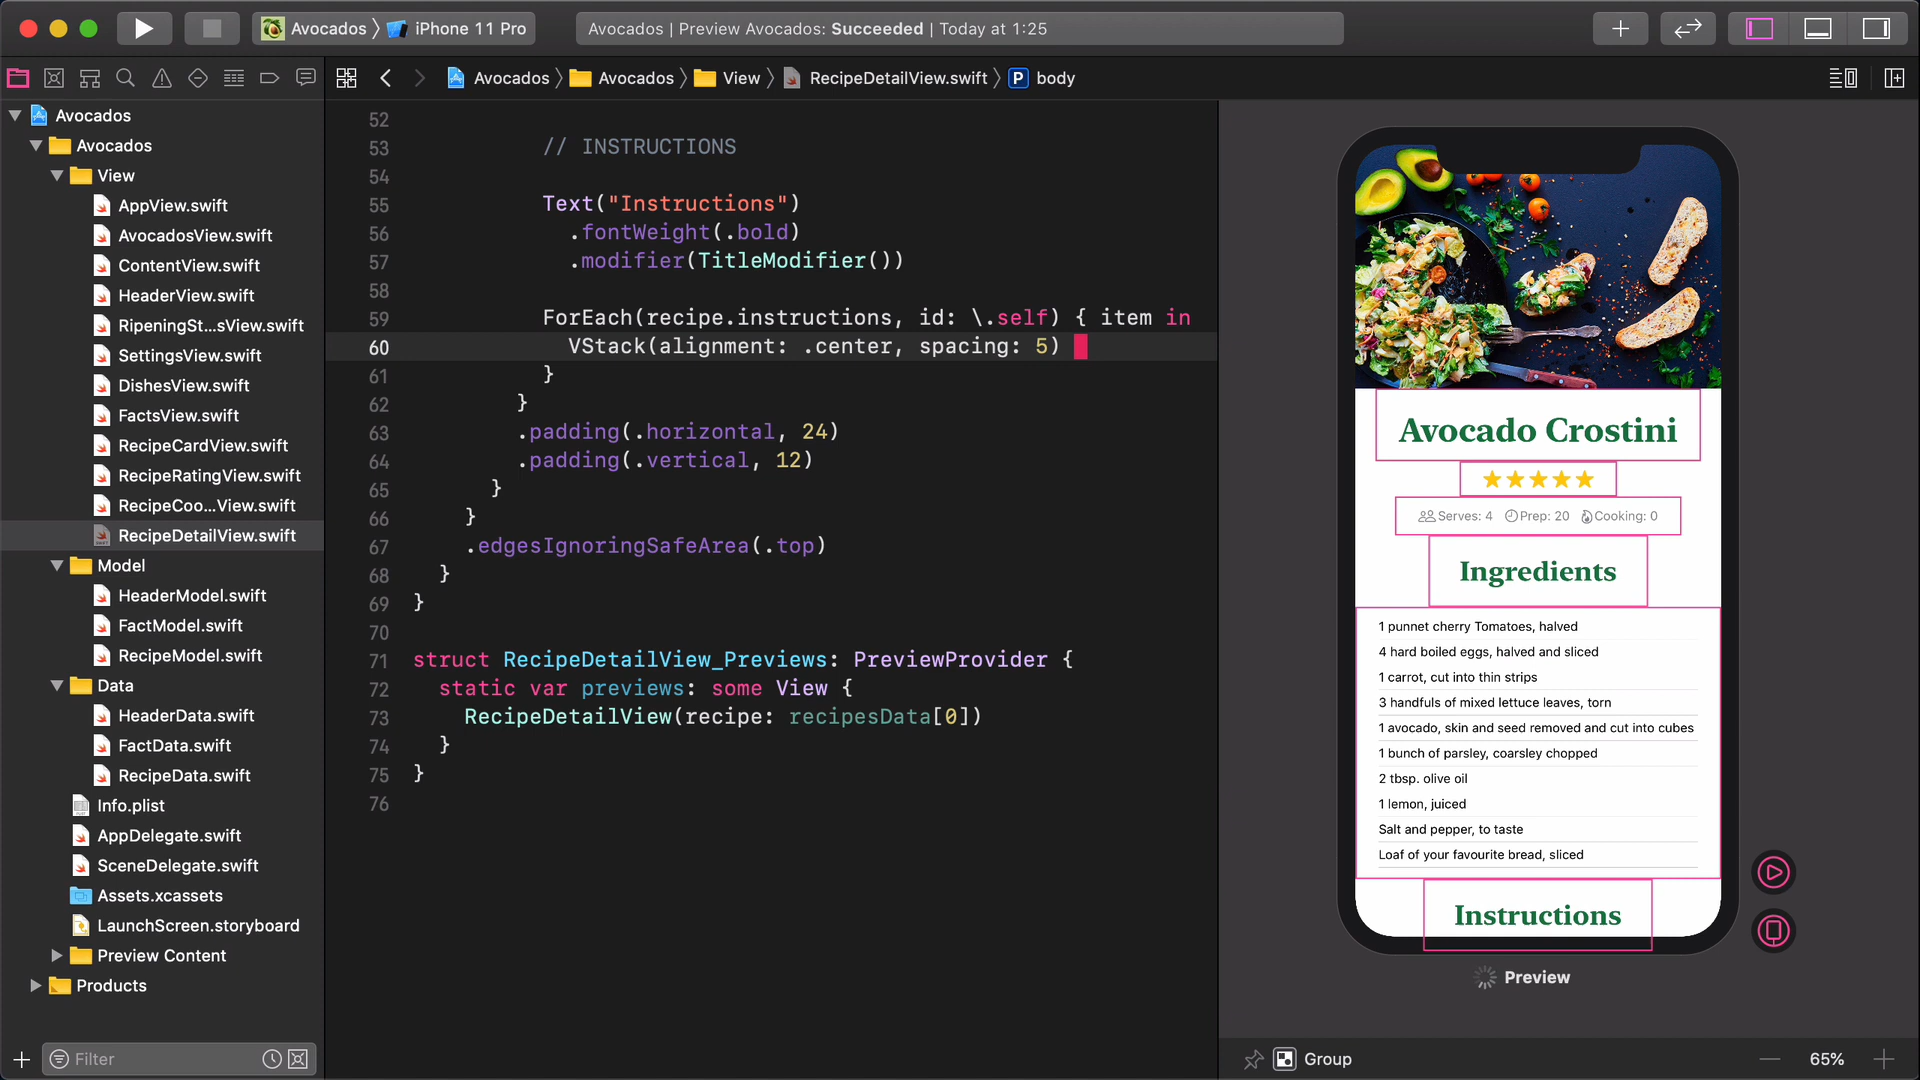 Avocados 〉 iPhone 11 Pro
Avocados | Preview Avocados: Succeeded | Today at 1:25
Avocados 〉 Avocados 〉 View 〉 RecipeDetailView.swift 〉 P body
Avocados
Avocados
View
AppView.swift
AvocadosView.swift
ContentView.swift
HeaderView.swift
RipeningSt...sView.swift
SettingsView.swift
DishesView.swift
FactsView.swift
RecipeCardView.swift
RecipeRatingView.swift
RecipeCoo...View.swift
RecipeDetailView.swift
Model
HeaderModel.swift
FactModel.swift
RecipeModel.swift
Data
HeaderData.swift
FactData.swift
RecipeData.swift
Info.plist
AppDelegate.swift
SceneDelegate.swift
Assets.xcassets
LaunchScreen.storyboard
Preview Content
Products
Filter
52
53 // INSTRUCTIONS
54
55 Text("Instructions")
56 .fontWeight(.bold)
57 .modifier(TitleModifier())
58
59 ForEach(recipe.instructions, id: \.self) { item in
60 VStack(alignment: .center, spacing: 5)
61 }
62 }
63 .padding(.horizontal, 24)
64 .padding(.vertical, 12)
65 }
66 }
67 .edgesIgnoringSafeArea(.top)
68 }
69 }
70
71 struct RecipeDetailView_Previews: PreviewProvider {
72 static var previews: some View {
73 RecipeDetailView(recipe: recipesData[0])
74 }
75 }
76
Avocado Crostini
Serves: 4 Prep: 20 Cooking: 0
Ingredients
1 punnet cherry Tomatoes, halved
4 hard boiled eggs, halved and sliced
1 carrot, cut into thin strips
3 handfuls of mixed lettuce leaves, torn
1 avocado, skin and seed removed and cut into cubes
1 bunch of parsley, coarsley chopped
2 tbsp. olive oil
1 lemon, juiced
Salt and pepper, to taste
Loaf of your favourite bread, sliced
Instructions
Preview
Group
65%